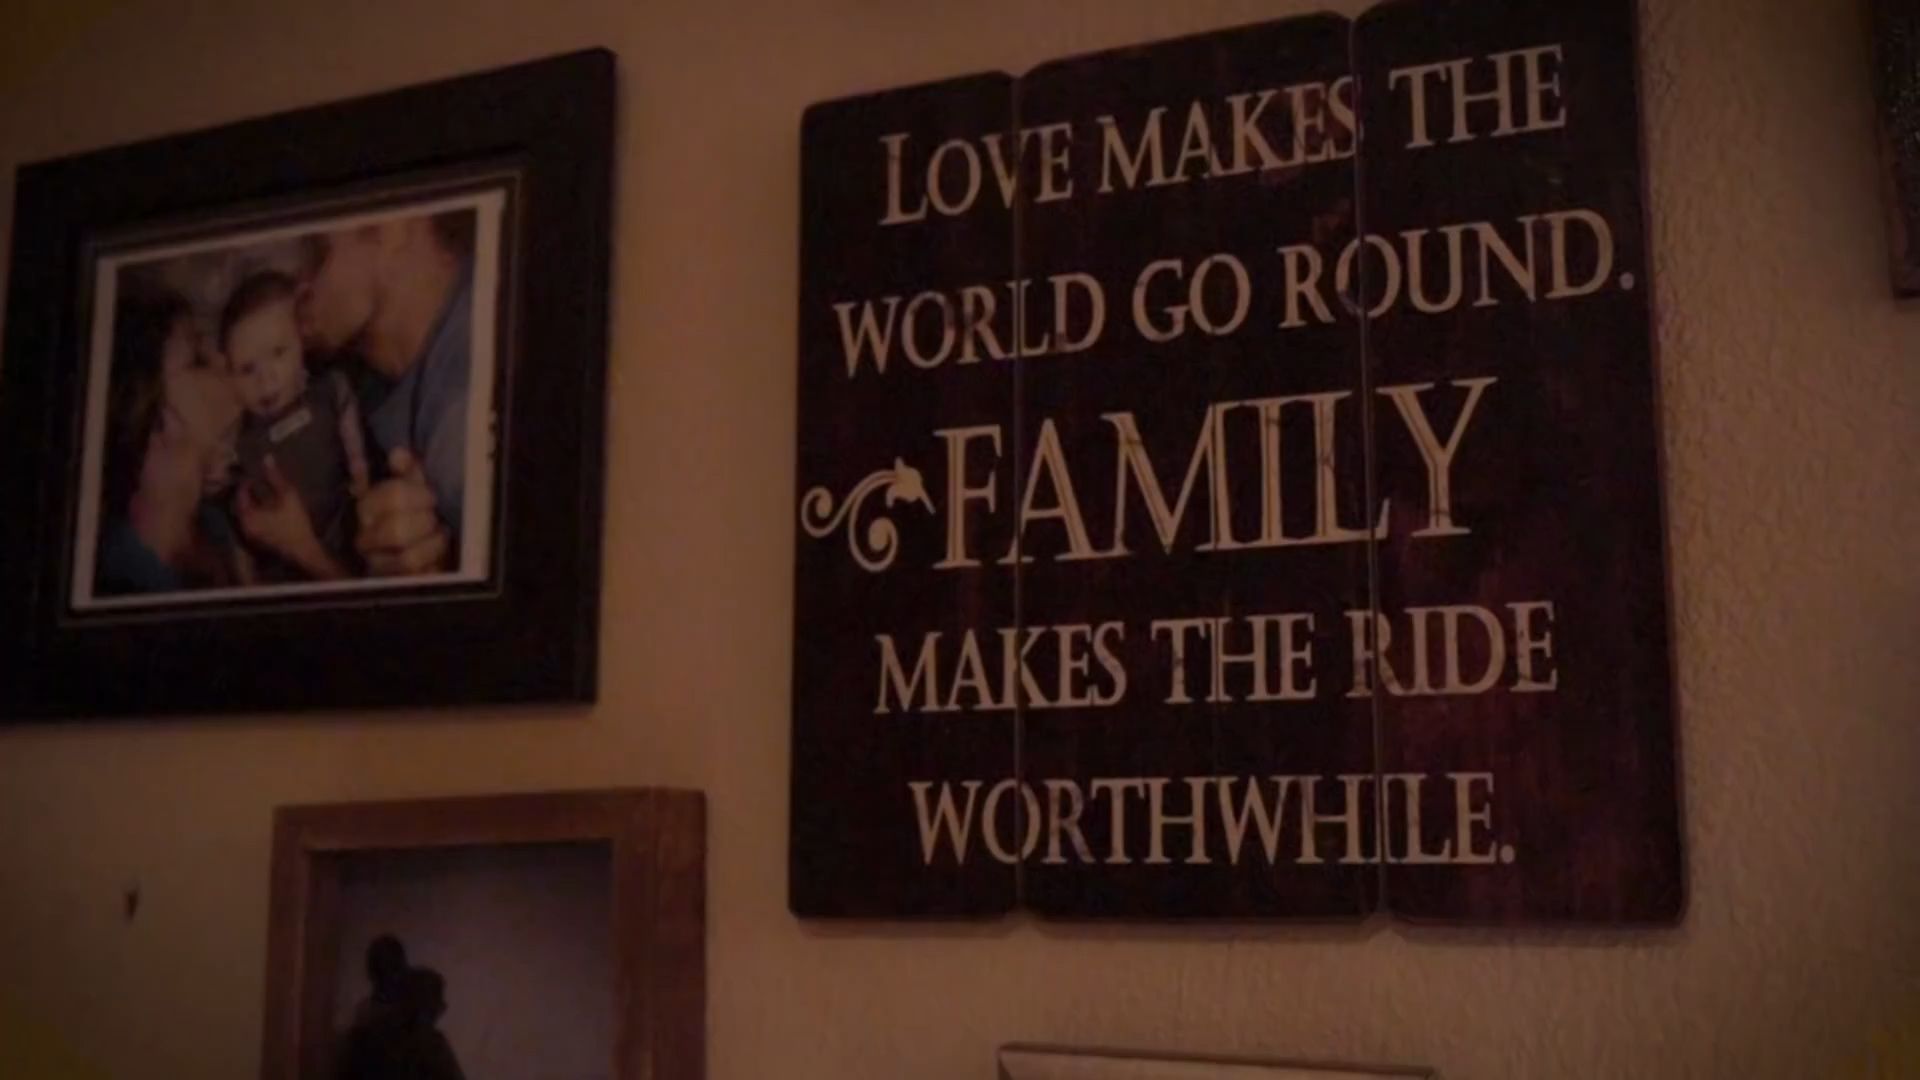 LOVE MAKES THE
WORLD GO ROUND.
FAMILY
MAKES THE RIDE
WORTHWHILE.